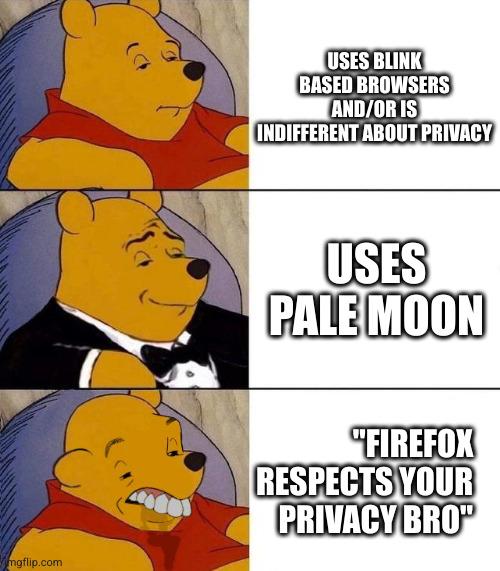 USES BLINK
BASED BROWSERS
AND/OR IS
INDIFFERENT ABOUT PRIVACY
USES
PALE MOON
"FIREFOX
RESPECTS YOUR
PRIVACY BRO"
imgflip.com